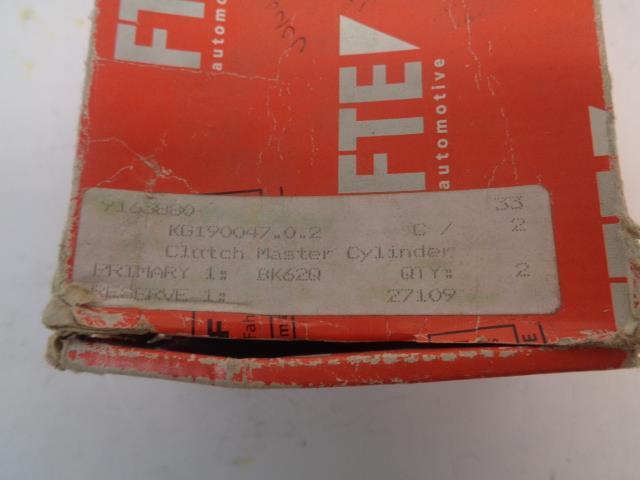 FTE
automotive
FTE
automotive
9163880 33
KG190047.0.2 C / 2
Clutch Master Cylinder
PRIMARY 1: BK62Q QTY: 2
RESERVE 1: 27109
F
Fah
m
E